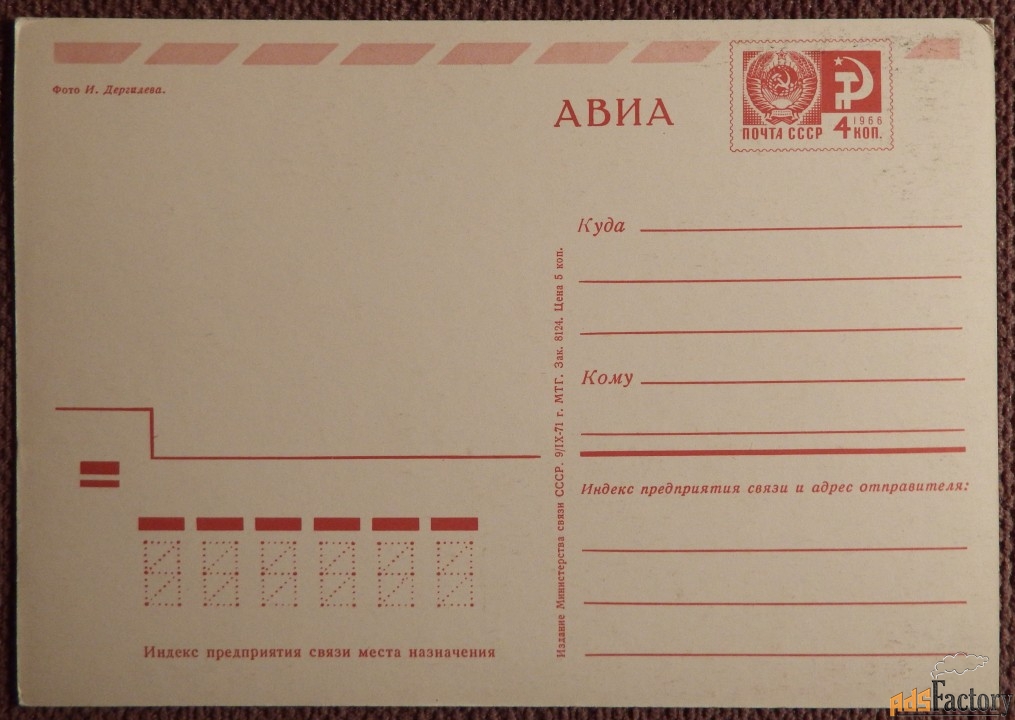 Фото И. Дергилева.
АВИА
ПОЧТА СССР
1966
4 КОП.
Куда
Кому
Издание Министерства связи СССР. 9/IX-71 г. МТГ. Зак. 8124. Цена 5 коп.
Индекс предприятия связи и адрес отправителя:
Индекс предприятия связи места назначения
AdsFactory